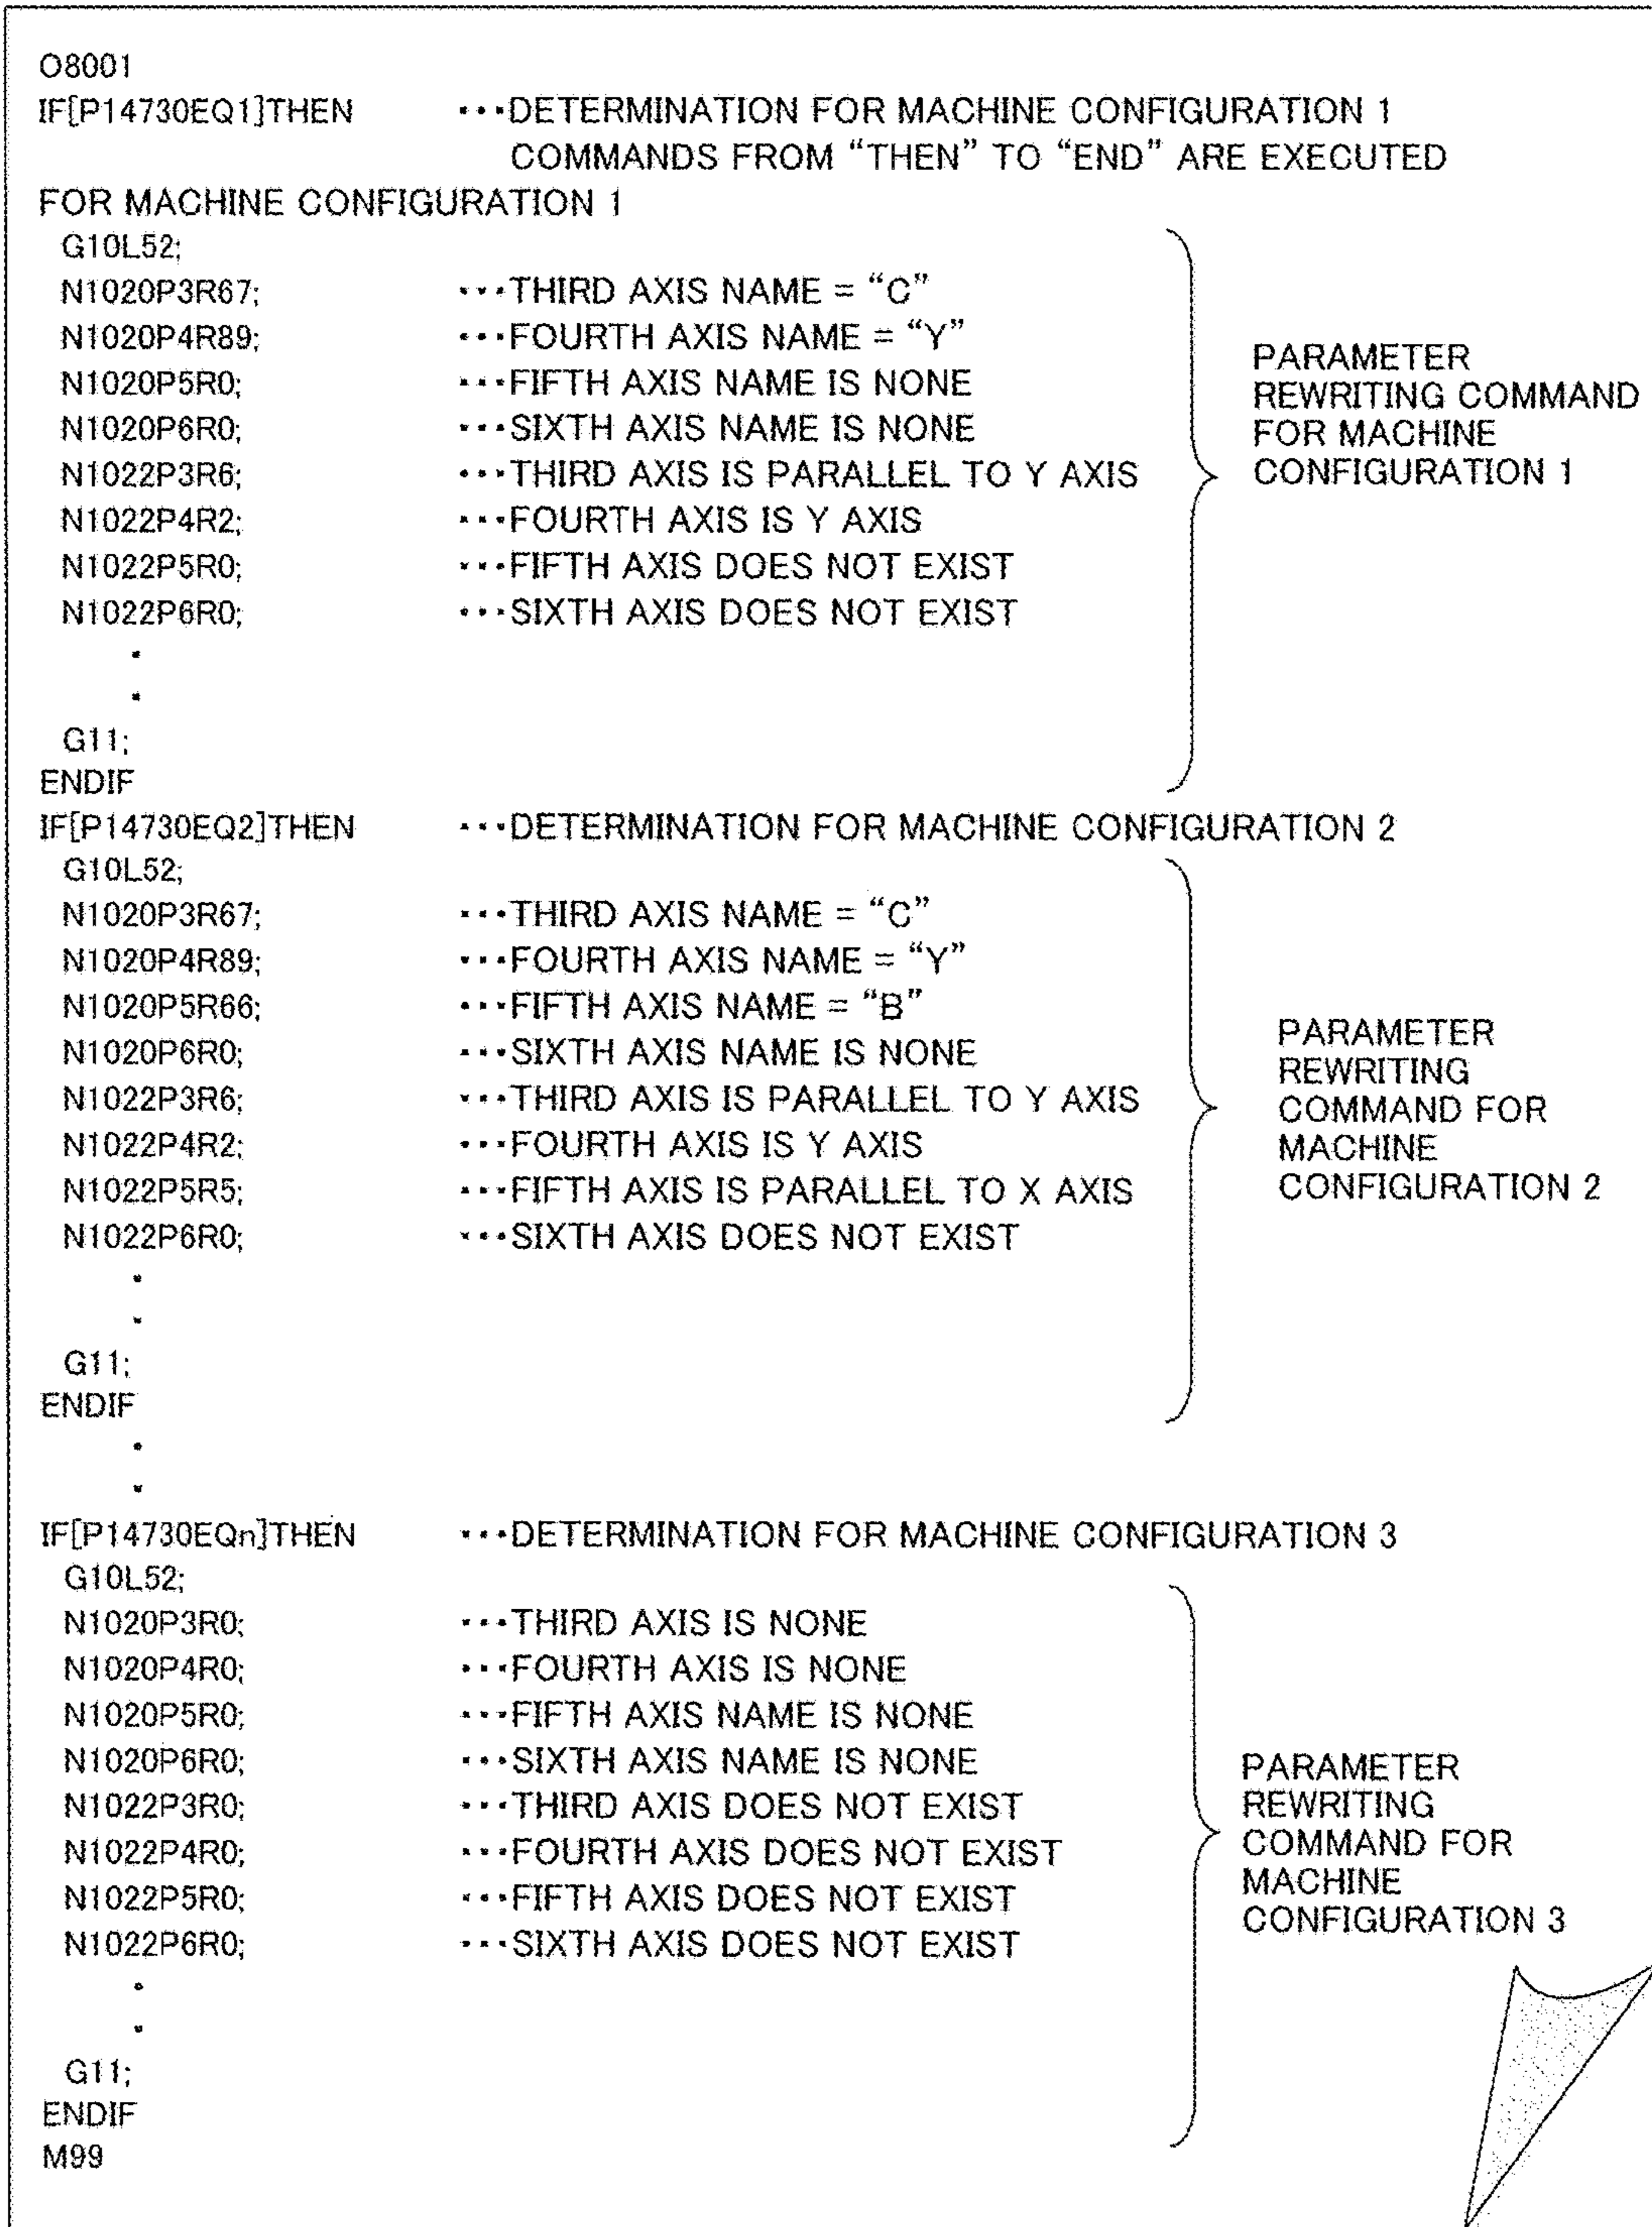 O8001
IF[P14730EQ1]THEN ···DETERMINATION FOR MACHINE CONFIGURATION 1
COMMANDS FROM “THEN” TO “END” ARE EXECUTED
FOR MACHINE CONFIGURATION 1
G10L52;
N1020P3R67; ···THIRD AXIS NAME = “C”
N1020P4R89; ···FOURTH AXIS NAME = “Y”
N1020P5R0; ···FIFTH AXIS NAME IS NONE
N1020P6R0; ···SIXTH AXIS NAME IS NONE
N1022P3R6; ···THIRD AXIS IS PARALLEL TO Y AXIS
N1022P4R2; ···FOURTH AXIS IS Y AXIS
N1022P5R0; ···FIFTH AXIS DOES NOT EXIST
N1022P6R0; ···SIXTH AXIS DOES NOT EXIST
·
·
G11;
ENDIF
PARAMETER
REWRITING COMMAND
FOR MACHINE
CONFIGURATION 1
IF[P14730EQ2]THEN ···DETERMINATION FOR MACHINE CONFIGURATION 2
G10L52;
N1020P3R67; ···THIRD AXIS NAME = “C”
N1020P4R89; ···FOURTH AXIS NAME = “Y”
N1020P5R66; ···FIFTH AXIS NAME = “B”
N1020P6R0; ···SIXTH AXIS NAME IS NONE
N1022P3R6; ···THIRD AXIS IS PARALLEL TO Y AXIS
N1022P4R2; ···FOURTH AXIS IS Y AXIS
N1022P5R5; ···FIFTH AXIS IS PARALLEL TO X AXIS
N1022P6R0; ···SIXTH AXIS DOES NOT EXIST
·
·
G11;
ENDIF
PARAMETER
REWRITING
COMMAND FOR
MACHINE
CONFIGURATION 2
·
·
IF[P14730EQn]THEN ···DETERMINATION FOR MACHINE CONFIGURATION 3
G10L52;
N1020P3R0; ···THIRD AXIS IS NONE
N1020P4R0; ···FOURTH AXIS IS NONE
N1020P5R0; ···FIFTH AXIS NAME IS NONE
N1020P6R0; ···SIXTH AXIS NAME IS NONE
N1022P3R0; ···THIRD AXIS DOES NOT EXIST
N1022P4R0; ···FOURTH AXIS DOES NOT EXIST
N1022P5R0; ···FIFTH AXIS DOES NOT EXIST
N1022P6R0; ···SIXTH AXIS DOES NOT EXIST
·
·
G11;
ENDIF
M99
PARAMETER
REWRITING
COMMAND FOR
MACHINE
CONFIGURATION 3